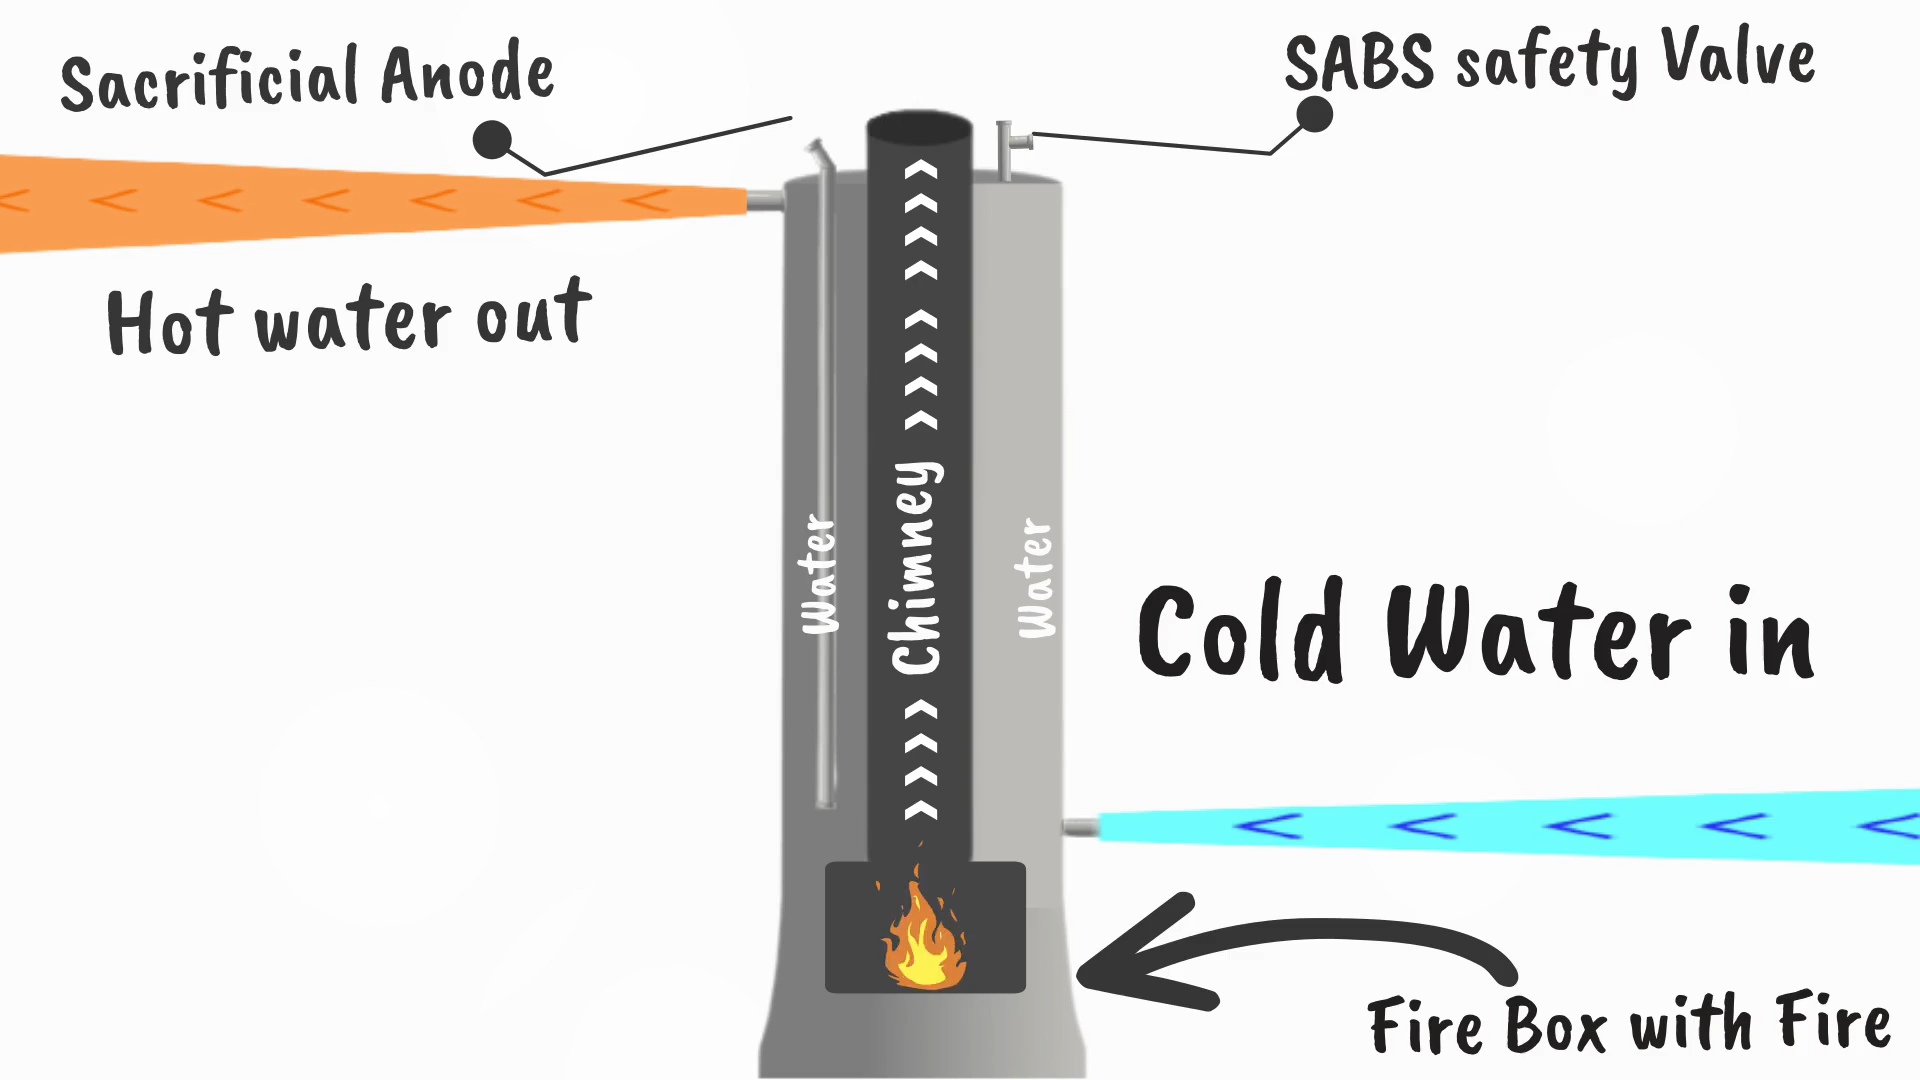 Sacrificial Anode
SABS safety Valve
Hot water out
Water
Chimney
Water
Cold Water in
Fire Box with Fire